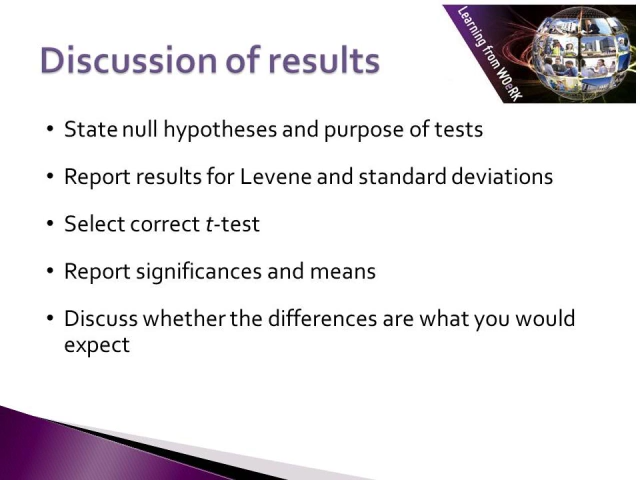 Discussion of results
Learning from WOeRK
• State null hypotheses and purpose of tests
• Report results for Levene and standard deviations
• Select correct t-test
• Report significances and means
• Discuss whether the differences are what you would
expect